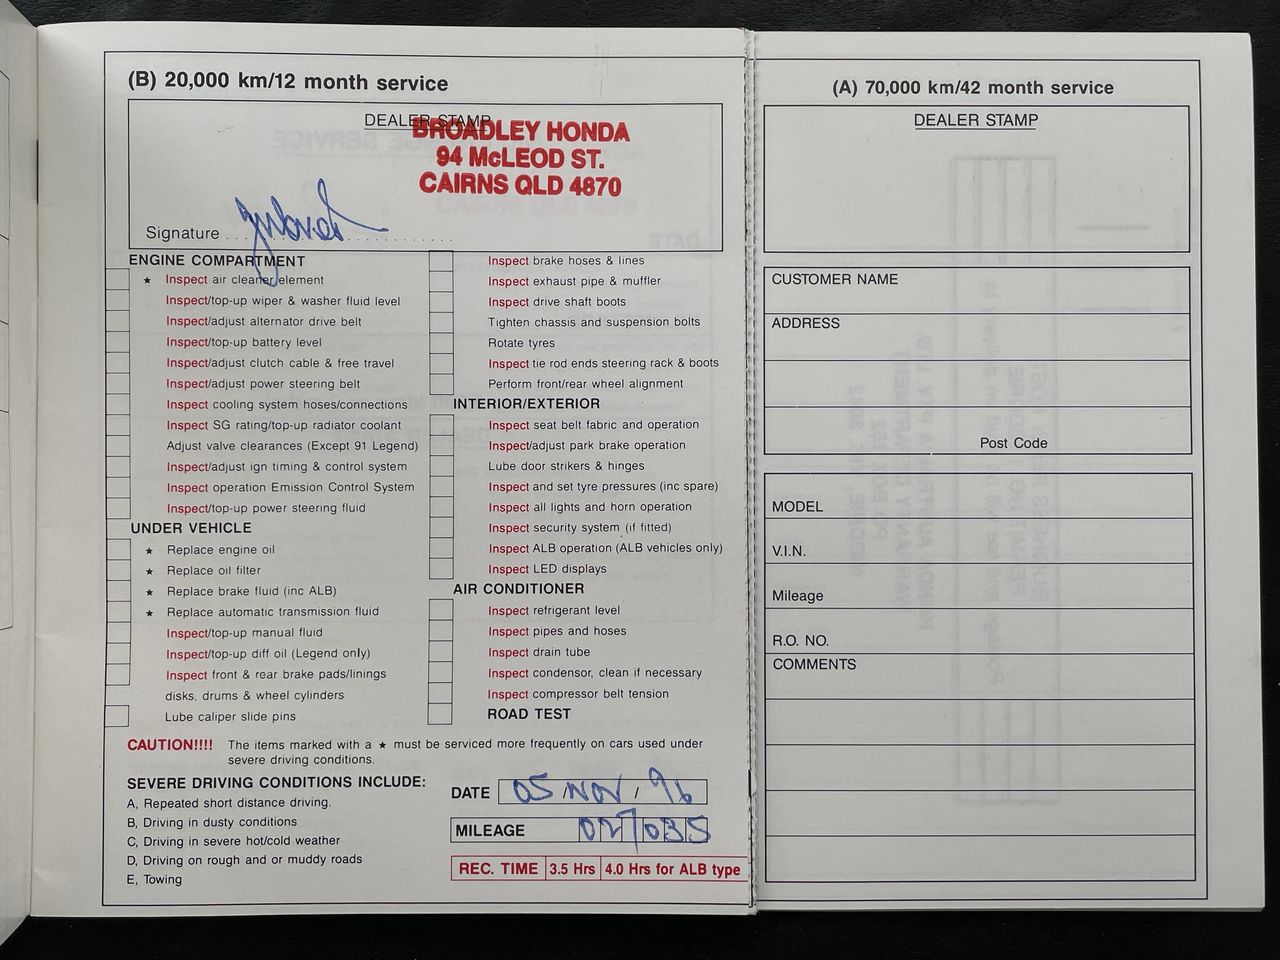 (B) 20,000 km/12 month service
DEALER STAMP
BROADLEY HONDA
94 McLEOD ST.
CAIRNS QLD 4870
Signature
ENGINE COMPARTMENT
★ Inspect air cleaner element
Inspect/top-up wiper & washer fluid level
Inspect/adjust alternator drive belt
Inspect/top-up battery level
Inspect/adjust clutch cable & free travel
Inspect/adjust power steering belt
Inspect cooling system hoses/connections
Inspect SG rating/top-up radiator coolant
Adjust valve clearances (Except 91 Legend)
Inspect/adjust ign timing & control system
Inspect operation Emission Control System
Inspect/top-up power steering fluid
UNDER VEHICLE
★ Replace engine oil
★ Replace oil filter
★ Replace brake fluid (inc ALB)
★ Replace automatic transmission fluid
Inspect/top-up manual fluid
Inspect/top-up diff oil (Legend only)
Inspect front & rear brake pads/linings
disks, drums & wheel cylinders
Lube caliper slide pins
Inspect brake hoses & lines
Inspect exhaust pipe & muffler
Inspect drive shaft boots
Tighten chassis and suspension bolts
Rotate tyres
Inspect tie rod ends steering rack & boots
Perform front/rear wheel alignment
INTERIOR/EXTERIOR
Inspect seat belt fabric and operation
Inspect/adjust park brake operation
Lube door strikers & hinges
Inspect and set tyre pressures (inc spare)
Inspect all lights and horn operation
Inspect security system (if fitted)
Inspect ALB operation (ALB vehicles only)
Inspect LED displays
AIR CONDITIONER
Inspect refrigerant level
Inspect pipes and hoses
Inspect drain tube
Inspect condensor, clean if necessary
Inspect compressor belt tension
ROAD TEST
CAUTION!!!! The items marked with a ★ must be serviced more frequently on cars used under
severe driving conditions.
SEVERE DRIVING CONDITIONS INCLUDE:
A, Repeated short distance driving.
B, Driving in dusty conditions
C, Driving in severe hot/cold weather
D, Driving on rough and or muddy roads
E, Towing
DATE 05 / NOV / 96
MILEAGE 027035
REC. TIME 3.5 Hrs 4.0 Hrs for ALB type
(A) 70,000 km/42 month service
DEALER STAMP
CUSTOMER NAME
ADDRESS
Post Code
MODEL
V.I.N.
Mileage
R.O. NO.
COMMENTS